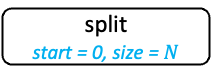 split
start = 0, size = N